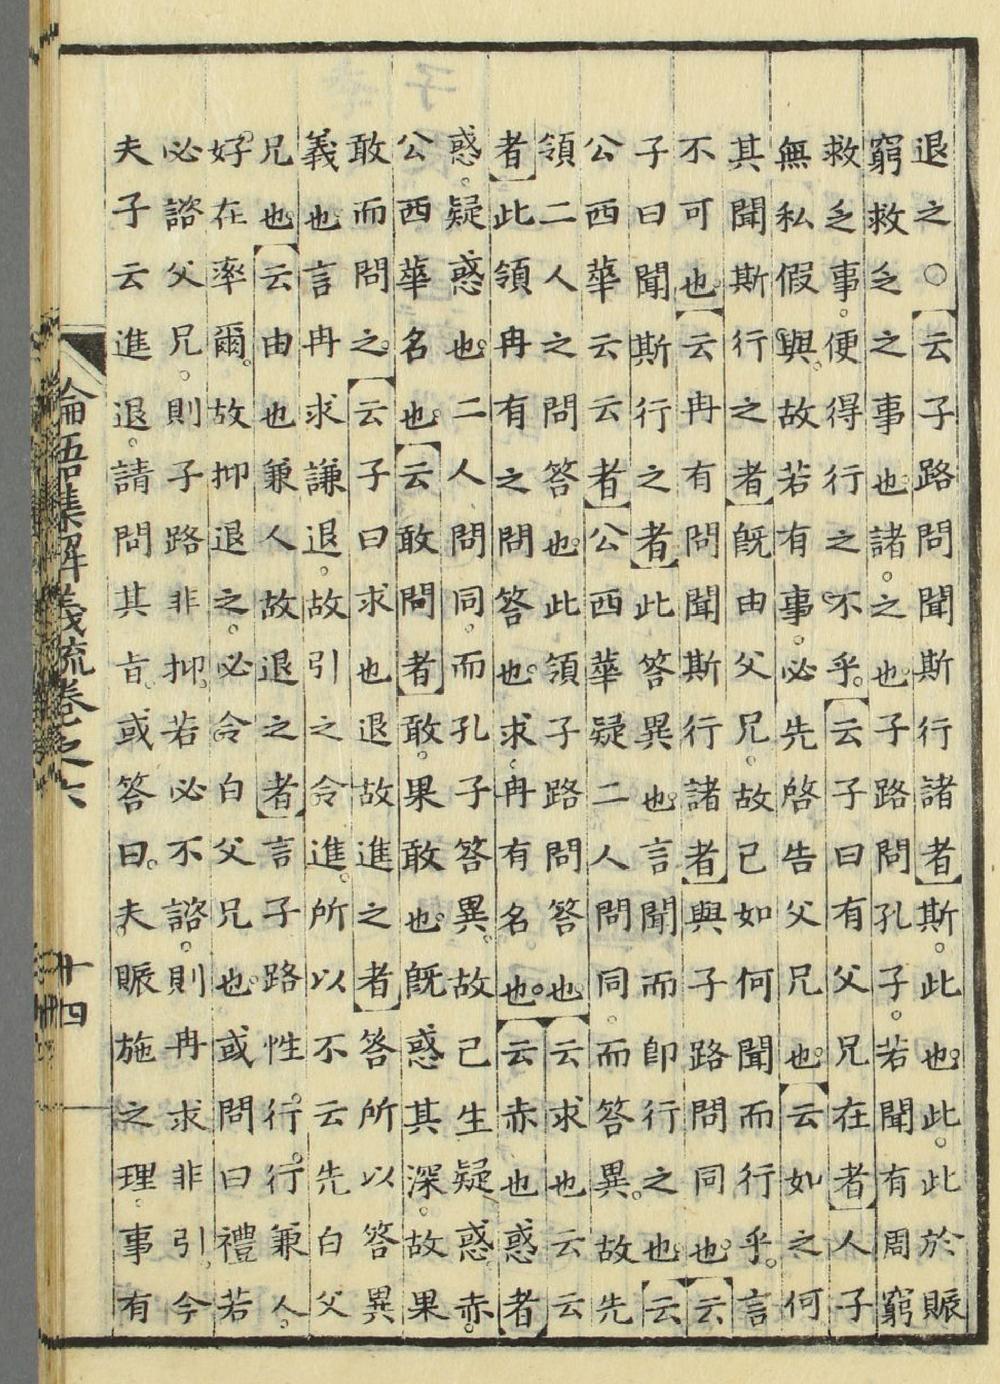 退之○【云子路問聞斯行諸者】斯。此也。此。此於賑
窮救乏之事也。諸。之也。子路問孔子。若聞有周窮
救乏事。便得行之不乎。【云子曰有父兄在者】人子
無私假與。故若有事。必先啓告父兄也。【云如之何
其聞斯行之者】旣由父兄。故己如何聞而行乎。言
不可也。【云冉有問聞斯行諸者】與子路問同也。【云
子曰聞斯行之者】此答異也。言聞而卽行之也。【云
公西華云云者】公西華疑二人問同。而答異。故先
領二人之問答也。此領子路問答也。【云求也云云
者】此領冉有之問答也。求。冉有名也。【云赤也惑者】
惑。疑惑也。二人問同。而孔子答異。故己生疑惑。赤。
公西華名也。【云敢問者】敢。果敢也。旣惑其深。故果
敢而問之。【云子曰求也退故進之者】答所以答異
義也。言冉求謙退。故引之令進。所以不云先白父
兄也。【云由也兼人故退之者】言子路性行。行兼人。
好在率爾。故抑退之。必令白父兄也。或問曰禮若
必諮父兄。則子路非抑。若必不諮。則冉求非引。今
夫子云進退。請問其旨。或答曰。夫賑施之理。事有
論語集解義疏卷之六
十四